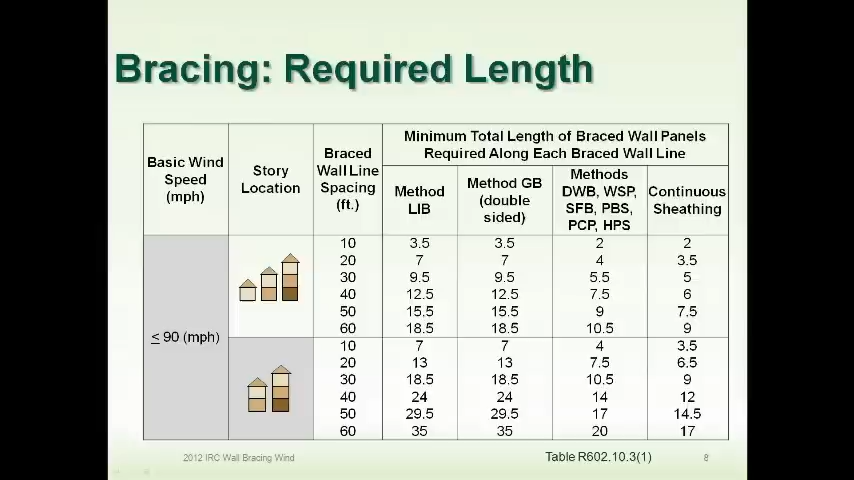 Bracing: Required Length
Basic Wind Speed (mph)
Story Location
Braced Wall Line Spacing (ft.)
Minimum Total Length of Braced Wall Panels
Required Along Each Braced Wall Line
Method LIB
Method GB (double sided)
Methods DWB, WSP, SFB, PBS, PCP, HPS
Continuous Sheathing
≤ 90 (mph)
10 3.5 3.5 2 2
20 7 7 4 3.5
30 9.5 9.5 5.5 5
40 12.5 12.5 7.5 6
50 15.5 15.5 9 7.5
60 18.5 18.5 10.5 9
10 7 7 4 3.5
20 13 13 7.5 6.5
30 18.5 18.5 10.5 9
40 24 24 14 12
50 29.5 29.5 17 14.5
60 35 35 20 17
2012 IRC Wall Bracing Wind
Table R602.10.3(1)
8